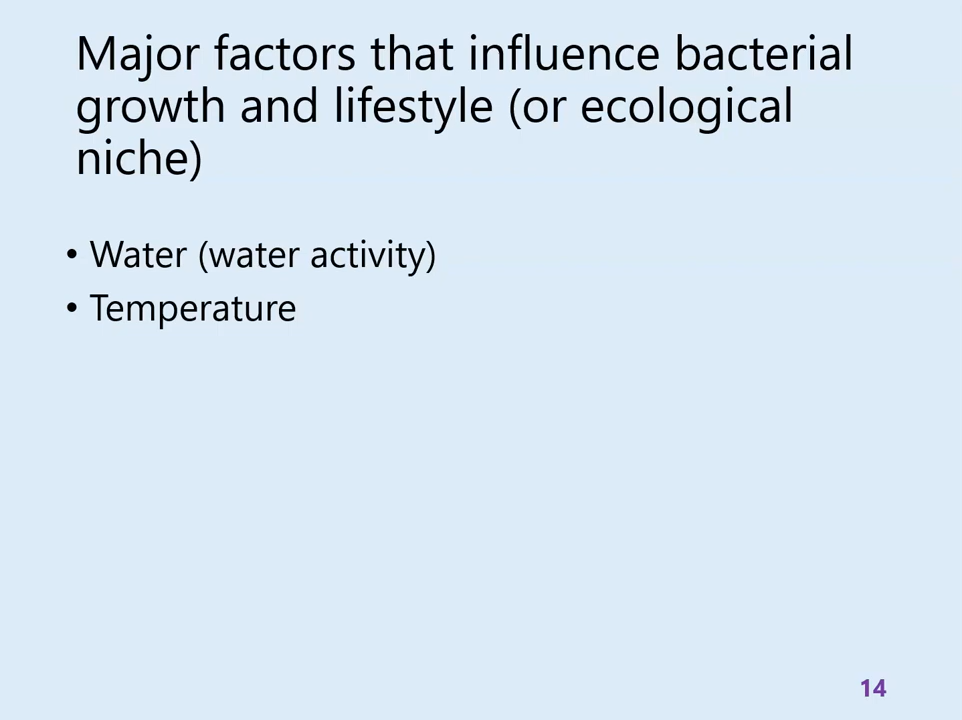 Major factors that influence bacterial
growth and lifestyle (or ecological
niche)
• Water (water activity)
• Temperature
14